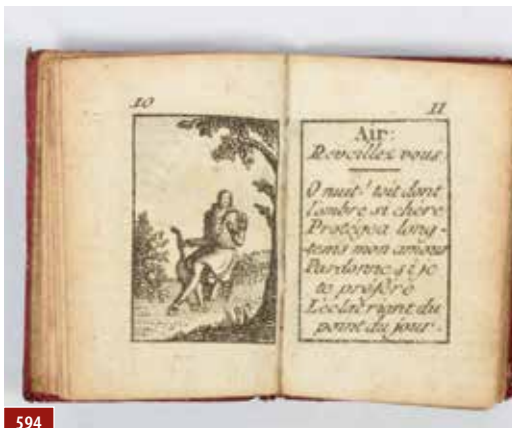 10
11
Air:
Reveillez vous
O nuit! toit dont
l'ombre si chère
Protégea long-
-tems mon amour
Pardonne si je
te préfère
L'éclat riant du
point du jour.
594